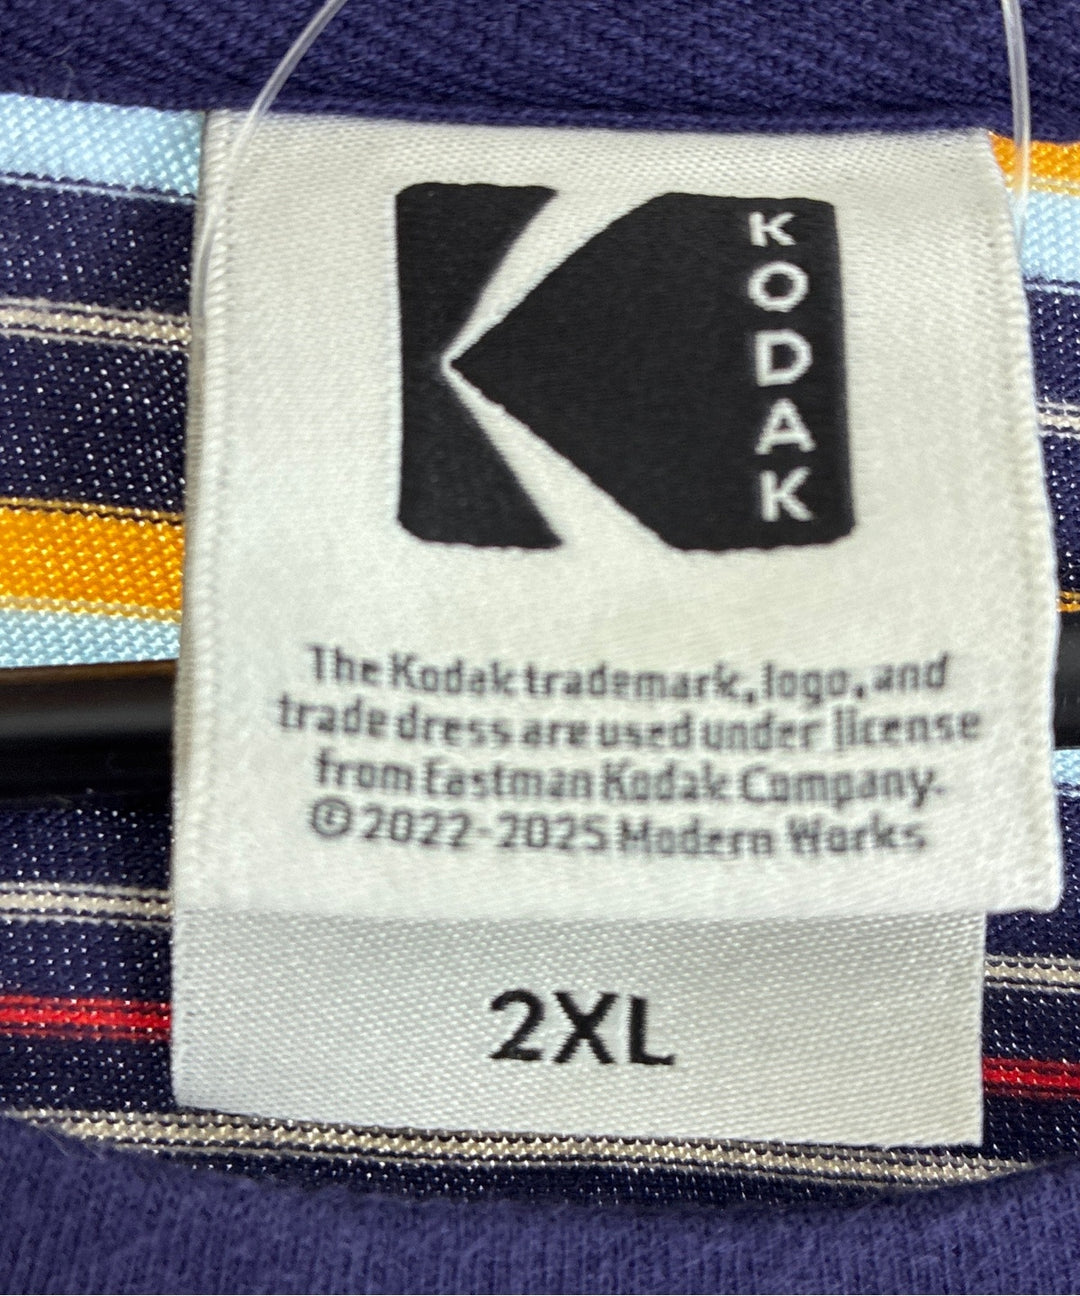 KODAK
The Kodak trademark, logo, and
trade dress are used under license
from Eastman Kodak Company.
©2022-2025 Modern Works
2XL